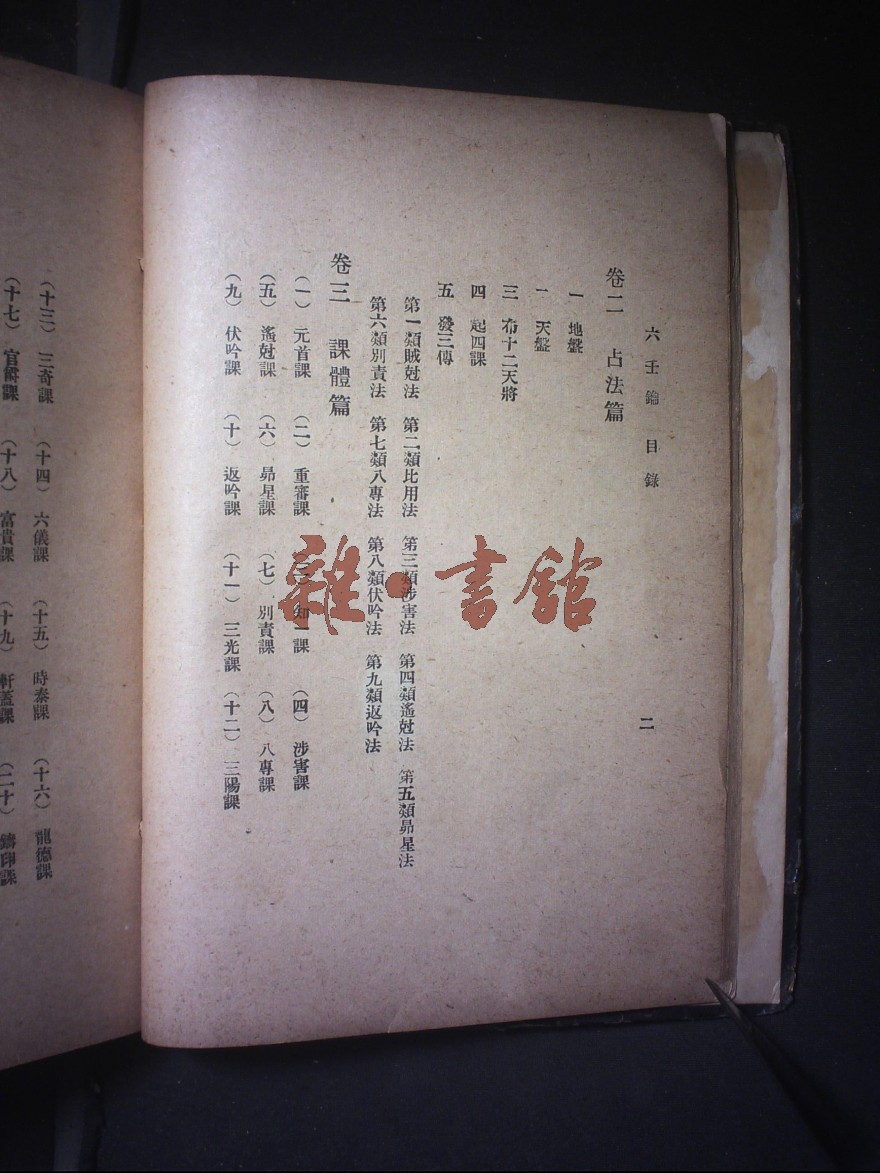 六壬鑰 目錄 二
卷二 占法篇
一 地盤
二 天盤
三 布十二天將
四 起四課
五 發三傳
第一類賊尅法 第二類比用法 第三類涉害法 第四類遙尅法 第五類昴星法
第六類別責法 第七類八專法 第八類伏吟法 第九類返吟法
卷三 課體篇
(一) 元首課 (二) 重審課 (三) 知一課 (四) 涉害課
(五) 遙尅課 (六) 昴星課 (七) 別責課 (八) 八專課
(九) 伏吟課 (十) 返吟課 (十一) 三光課 (十二) 三陽課
(十三) 三奇課 (十四) 六儀課 (十五) 時泰課 (十六) 龍德課
(十七) 官爵課 (十八) 富貴課 (十九) 軒蓋課 (二十) 鑄印課
雜·書館